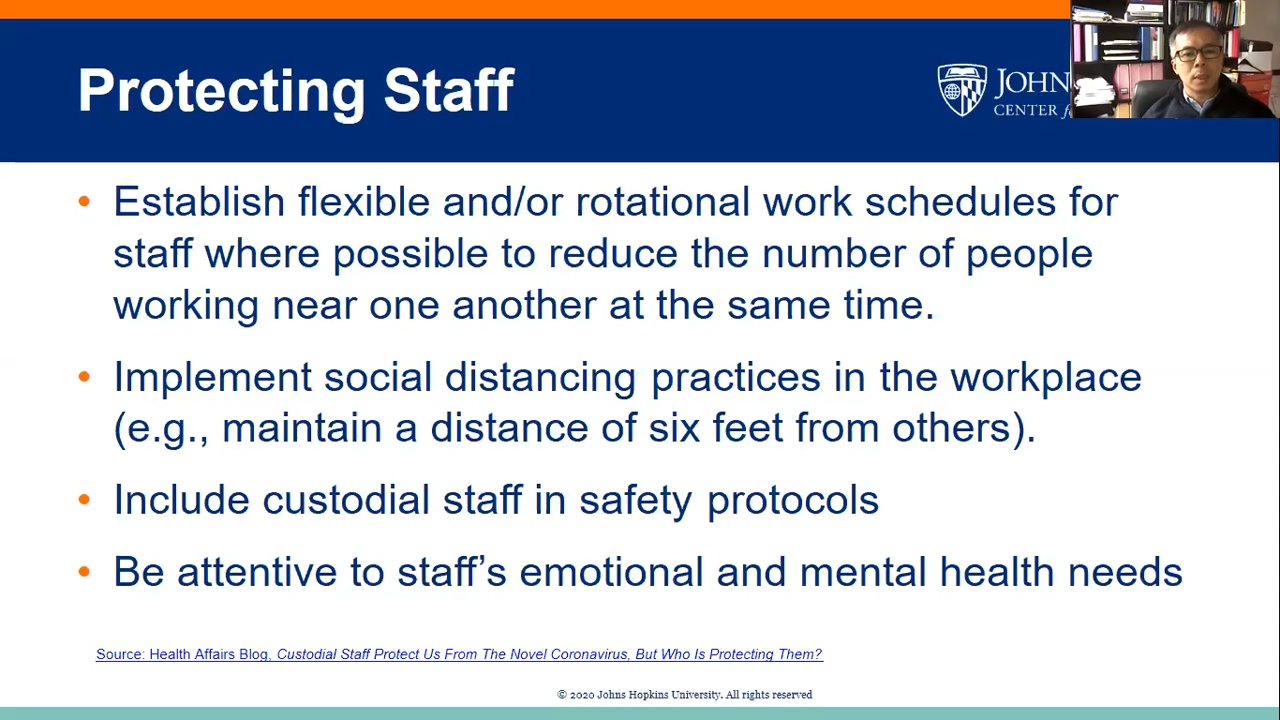 Protecting Staff
JOHN
CENTER for
• Establish flexible and/or rotational work schedules for
staff where possible to reduce the number of people
working near one another at the same time.
• Implement social distancing practices in the workplace
(e.g., maintain a distance of six feet from others).
• Include custodial staff in safety protocols
• Be attentive to staff’s emotional and mental health needs
Source: Health Affairs Blog, Custodial Staff Protect Us From The Novel Coronavirus, But Who Is Protecting Them?
© 2020 Johns Hopkins University. All rights reserved